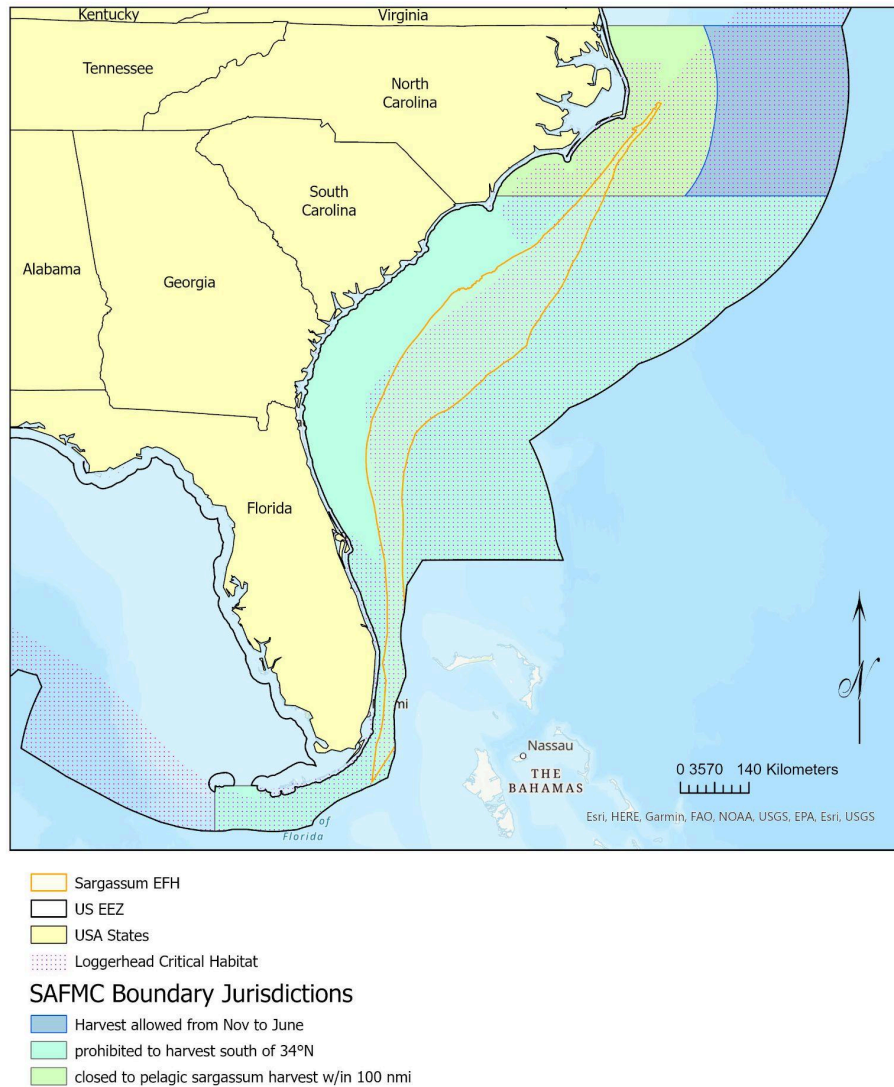 Kentucky
Virginia
Tennessee
North
Carolina
South
Carolina
Alabama
Georgia
Florida
mi
Nassau
THE
BAHAMAS
of
Florida
N
0 3570 140 Kilometers
Esri, HERE, Garmin, FAO, NOAA, USGS, EPA, Esri, USGS
Sargassum EFH
US EEZ
USA States
Loggerhead Critical Habitat
SAFMC Boundary Jurisdictions
Harvest allowed from Nov to June
prohibited to harvest south of 34°N
closed to pelagic sargassum harvest w/in 100 nmi